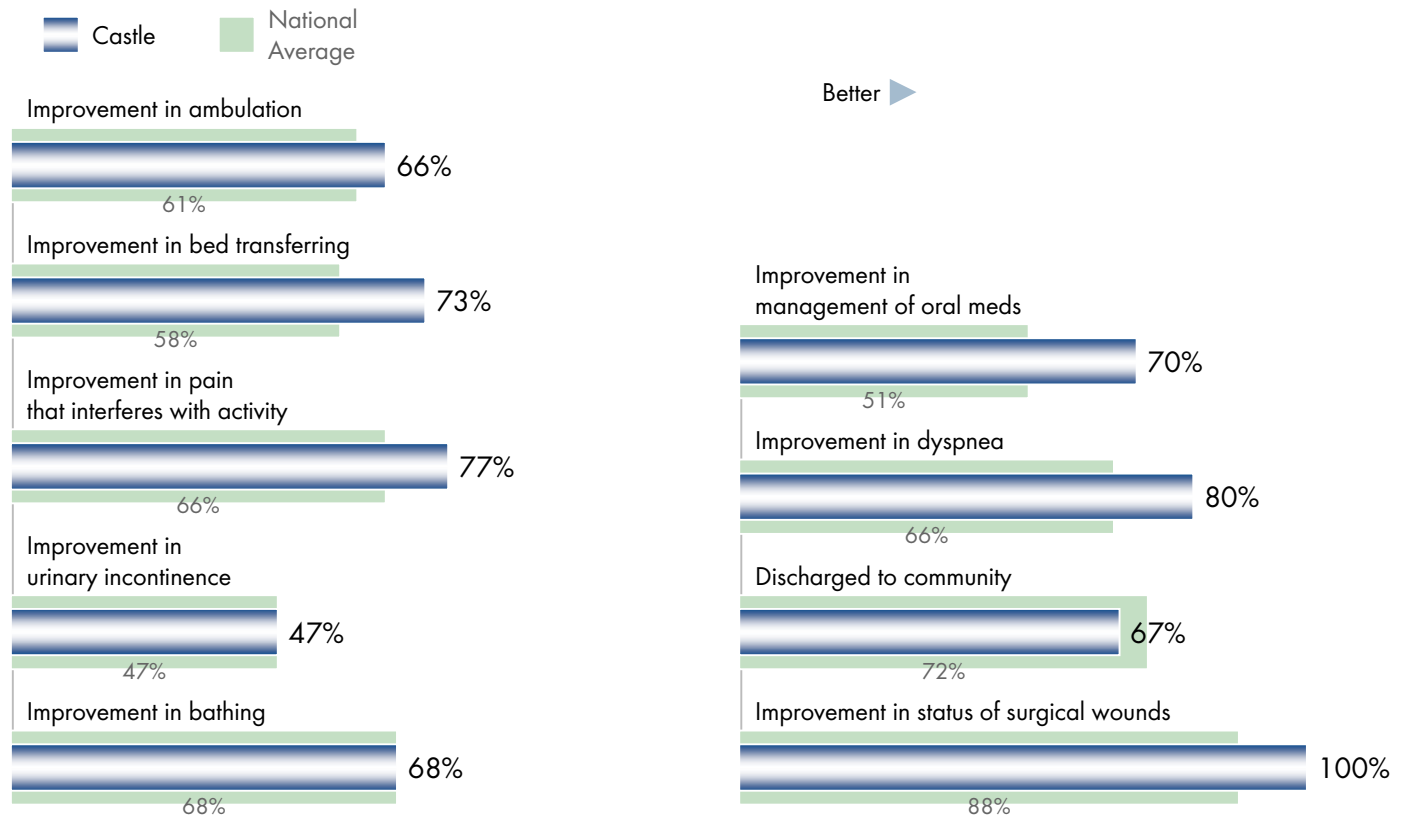 Castle
National
Average
Better
Improvement in ambulation
66%
61%
Improvement in bed transferring
73%
58%
Improvement in pain
that interferes with activity
77%
66%
Improvement in
urinary incontinence
47%
47%
Improvement in bathing
68%
68%
Improvement in
management of oral meds
70%
51%
Improvement in dyspnea
80%
66%
Discharged to community
67%
72%
Improvement in status of surgical wounds
100%
88%